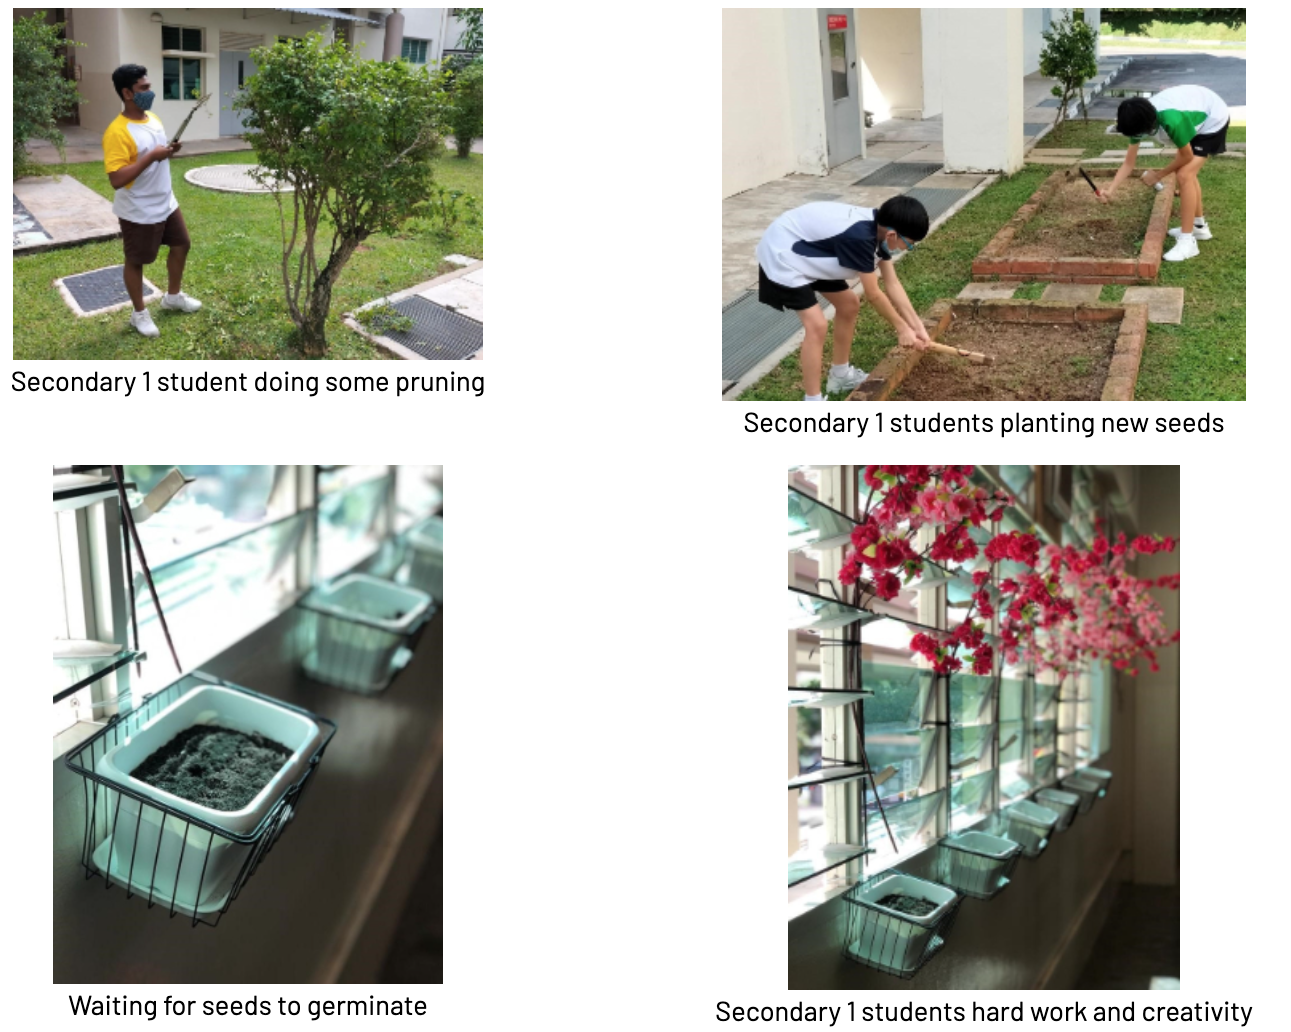 Secondary 1 student doing some pruning
Secondary 1 students planting new seeds
Waiting for seeds to germinate
Secondary 1 students hard work and creativity